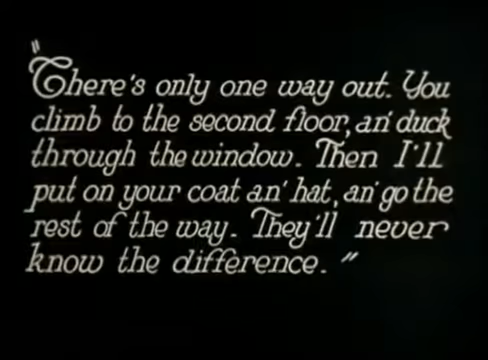 "There's only one way out. You
climb to the second floor, an' duck
through the window. Then I'll
put on your coat an' hat, an' go the
rest of the way. They'll never
know the difference."